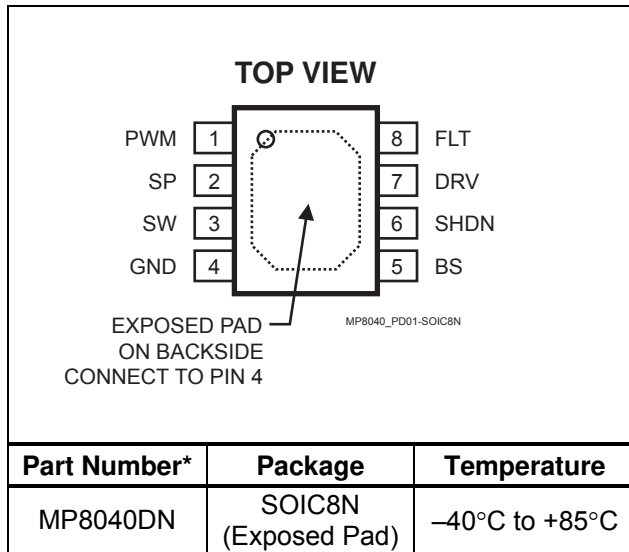 TOP VIEW
PWM 1 8 FLT
SP 2 7 DRV
SW 3 6 SHDN
GND 4 5 BS
EXPOSED PAD
ON BACKSIDE
CONNECT TO PIN 4
MP8040_PD01-SOIC8N
Part Number* Package Temperature
MP8040DN SOIC8N
(Exposed Pad) –40°C to +85°C